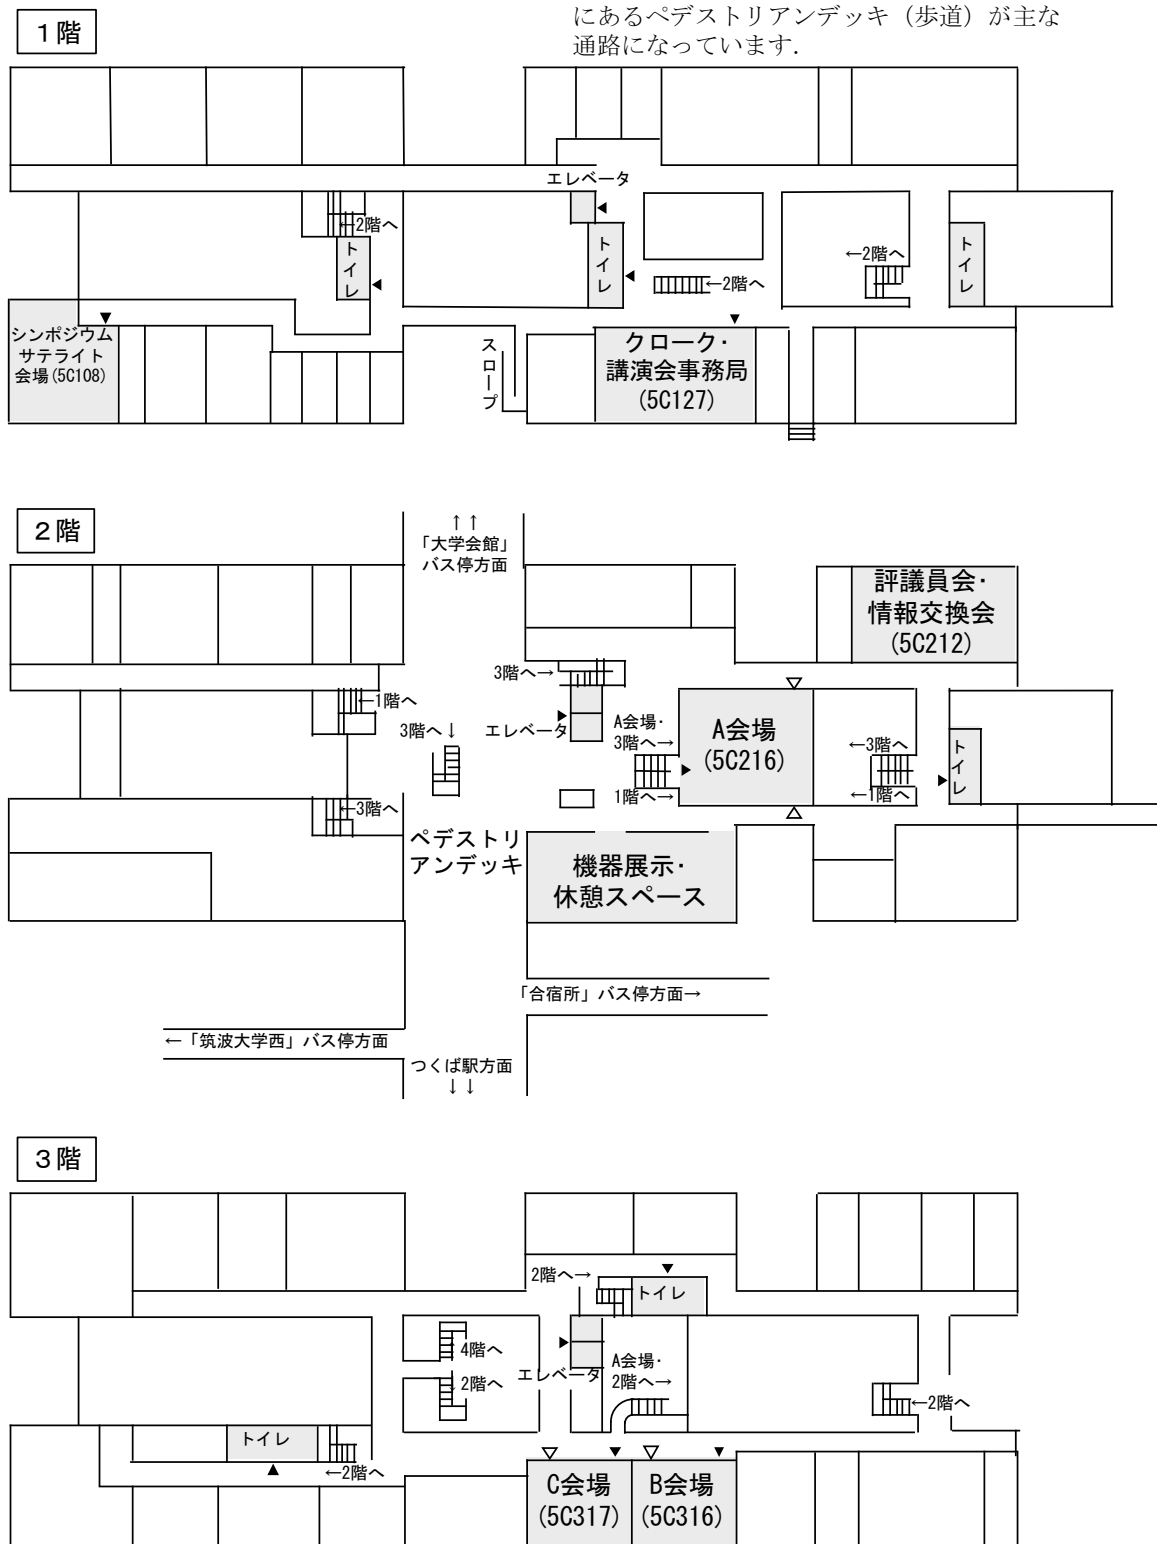 にあるペデストリアンデッキ（歩道）が主な
通路になっています．
１階
エレベータ
←2階へ
トイレ
トイレ
←2階へ
←2階へ
トイレ
シンポジウム
サテライト
会場(5C108)
スロープ
クローク・
講演会事務局
(5C127)
２階
↑↑
「大学会館」
バス停方面
評議員会・
情報交換会
(5C212)
3階へ→
←1階へ
3階へ↓
エレベータ
A会場・
3階へ→
A会場
(5C216)
←3階へ
トイレ
1階へ→
←1階へ
←3階へ
ペデストリ
アンデッキ
機器展示・
休憩スペース
「合宿所」バス停方面→
←「筑波大学西」バス停方面
つくば駅方面
↓↓
３階
2階へ→
トイレ
↑4階へ
エレベータ
A会場・
2階へ→
↓2階へ
←2階へ
トイレ
←2階へ
C会場
(5C317)
B会場
(5C316)